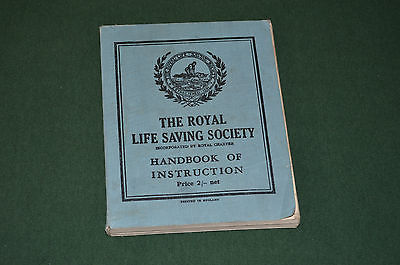 THE ROYAL
LIFE SAVING SOCIETY
INCORPORATED BY ROYAL CHARTER
HANDBOOK OF
INSTRUCTION
Price 2/- net
PRINTED IN ENGLAND